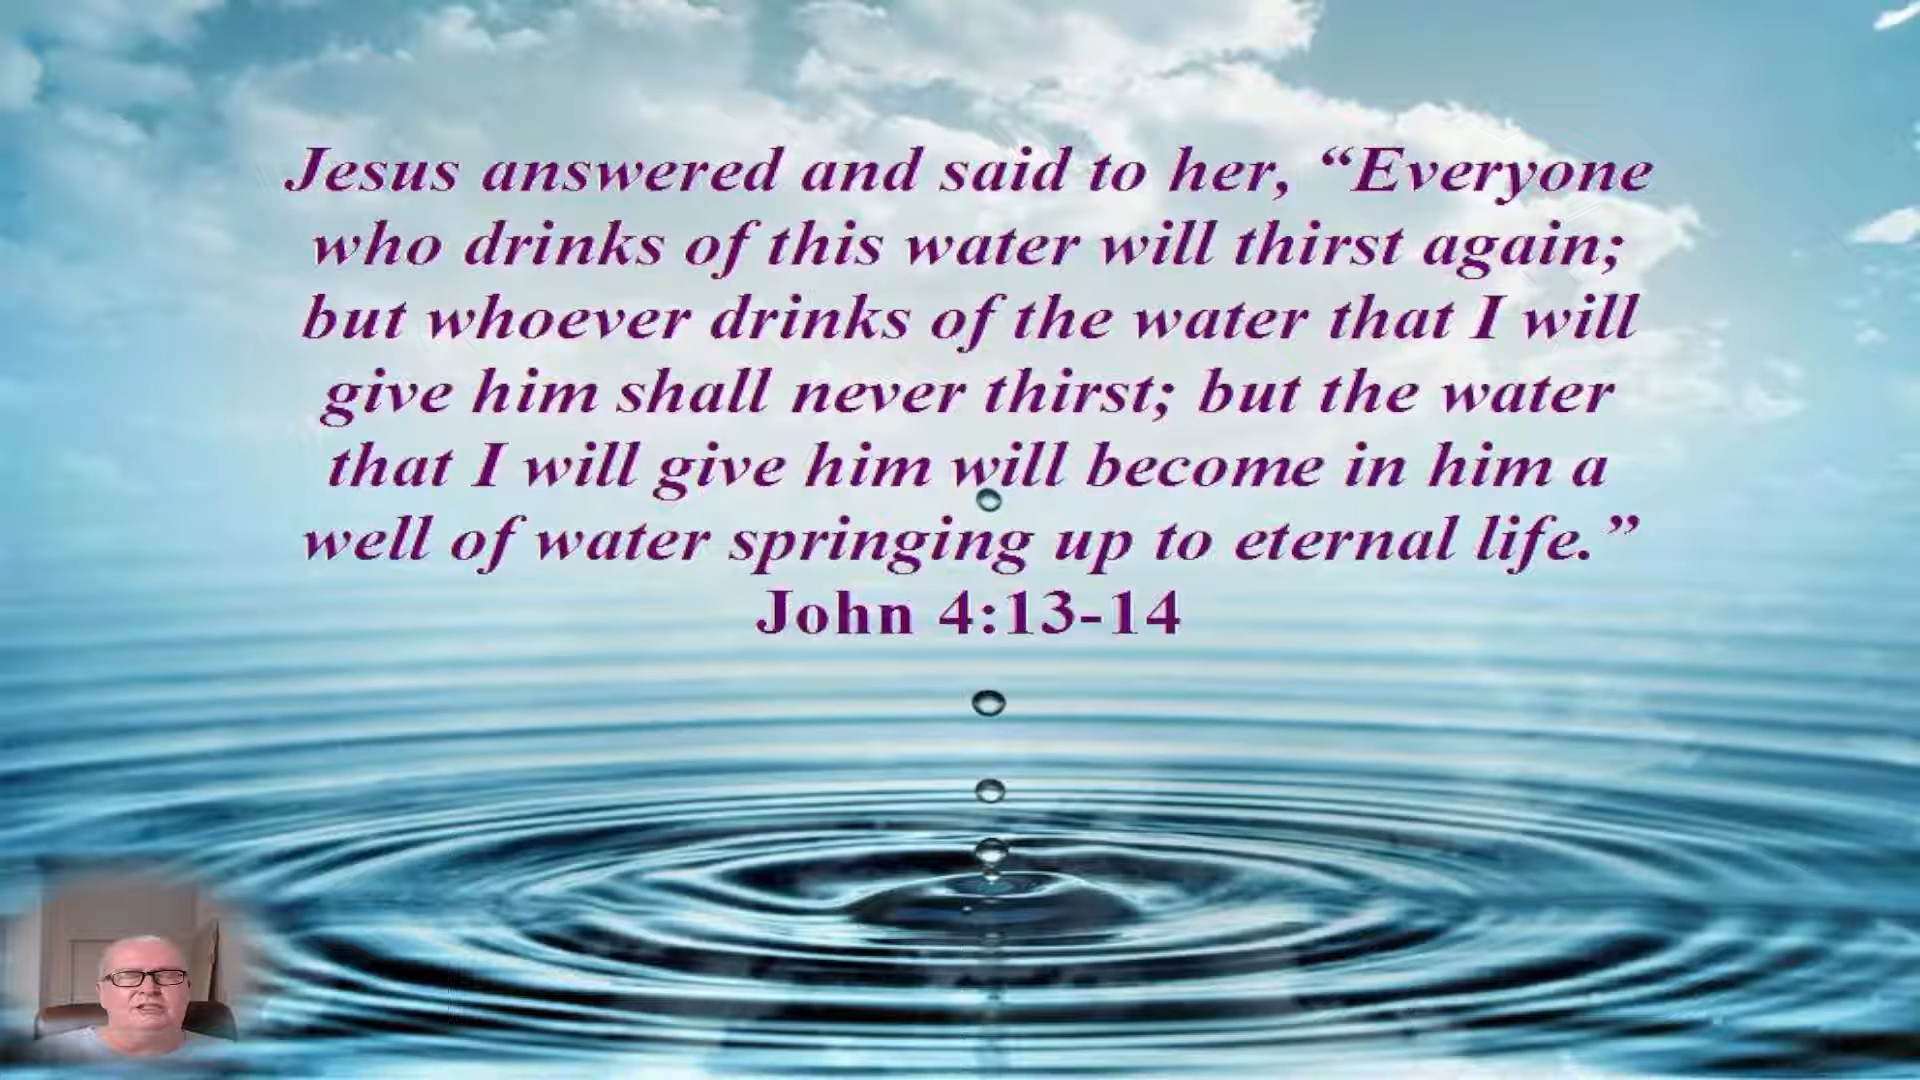 Jesus answered and said to her, “Everyone
who drinks of this water will thirst again;
but whoever drinks of the water that I will
give him shall never thirst; but the water
that I will give him will become in him a
well of water springing up to eternal life.”
John 4:13-14